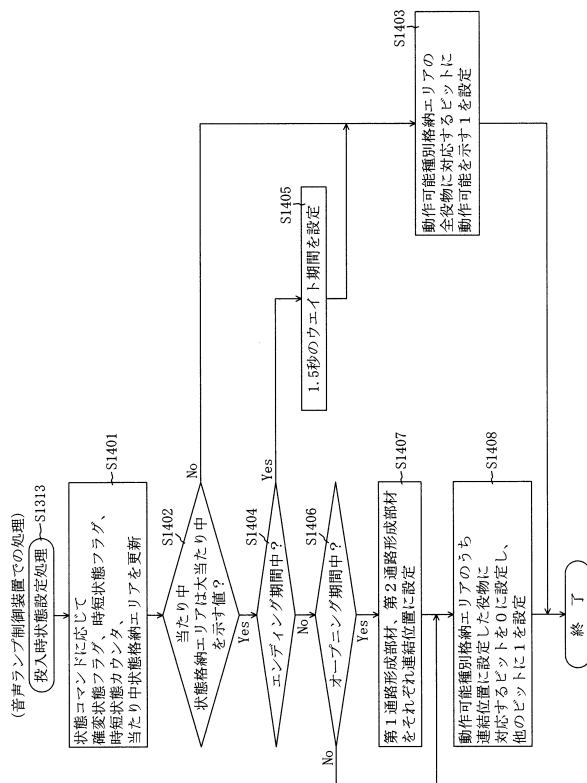 (音声ランプ制御装置での処理)
投入時状態設定処理
S1313
状態コマンドに応じて
確変状態フラグ、時短状態フラグ、
時短状態カウンタ、
当たり中状態格納エリアを更新
S1401
当たり中
状態格納エリアは大当たり中
を示す値?
S1402
No
Yes
エンディング期間中?
S1404
Yes
No
1.5秒のウエイト期間を設定
S1405
動作可能種別格納エリアの
全役物に対応するビットに
動作可能を示す1を設定
S1403
オープニング期間中?
S1406
No
Yes
第1通路形成部材、第2通路形成部材
をそれぞれ連結位置に設定
S1407
動作可能種別格納エリアのうち
連結位置に設定した役物に
対応するビットを0に設定し、
他のビットに1を設定
S1408
終 了